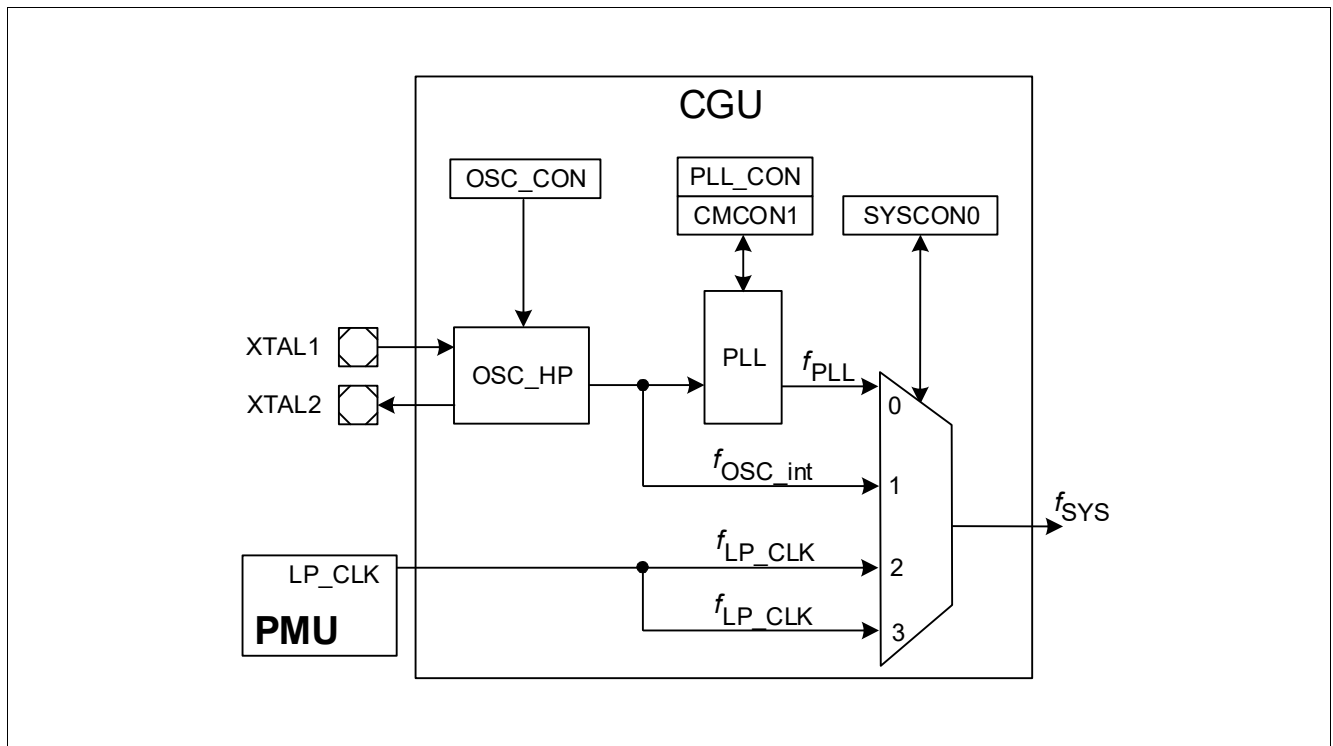 CGU
OSC_CON
PLL_CON
CMCON1
SYSCON0
XTAL1
XTAL2
OSC_HP
PLL
fPLL
0
fOSC_int
1
fSYS
fLP_CLK
2
LP_CLK
PMU
fLP_CLK
3